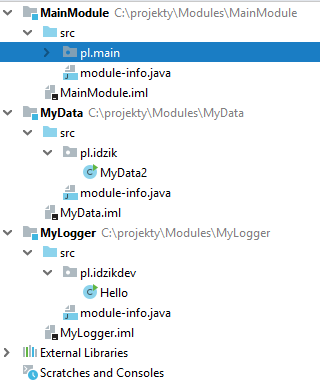 MainModule C:\projekty\Modules\MainModule
src
pl.main
module-info.java
MainModule.iml
MyData C:\projekty\Modules\MyData
src
pl.idzik
MyData2
module-info.java
MyData.iml
MyLogger C:\projekty\Modules\MyLogger
src
pl.idzikdev
Hello
module-info.java
MyLogger.iml
External Libraries
Scratches and Consoles